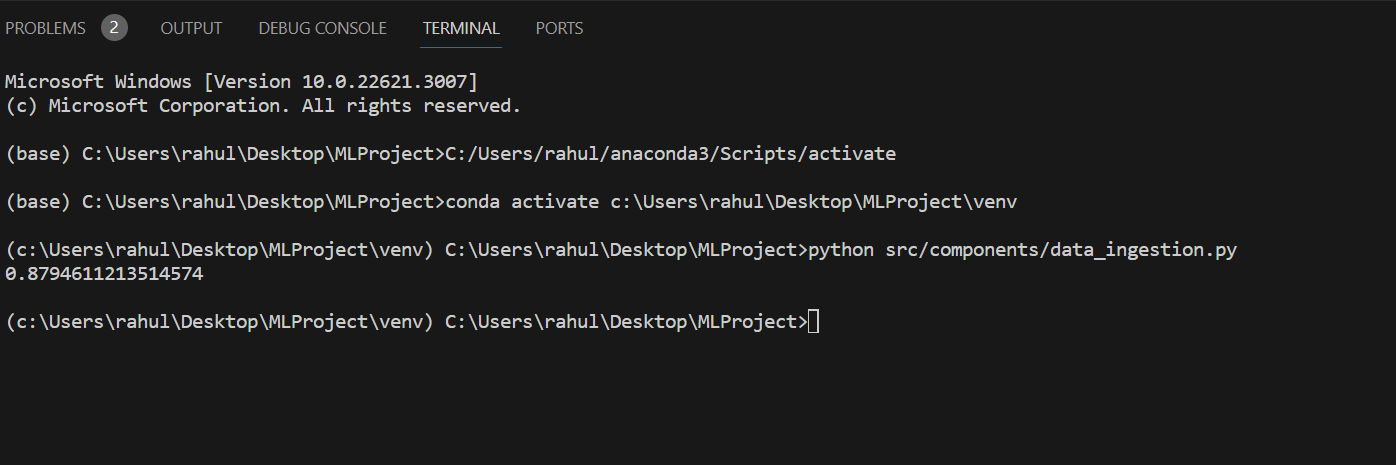 PROBLEMS 2 OUTPUT DEBUG CONSOLE TERMINAL PORTS
Microsoft Windows [Version 10.0.22621.3007]
(c) Microsoft Corporation. All rights reserved.
(base) C:\Users\rahul\Desktop\MLProject>C:/Users/rahul/anaconda3/Scripts/activate
(base) C:\Users\rahul\Desktop\MLProject>conda activate c:\Users\rahul\Desktop\MLProject\venv
(c:\Users\rahul\Desktop\MLProject\venv) C:\Users\rahul\Desktop\MLProject>python src/components/data_ingestion.py
0.8794611213514574
(c:\Users\rahul\Desktop\MLProject\venv) C:\Users\rahul\Desktop\MLProject>